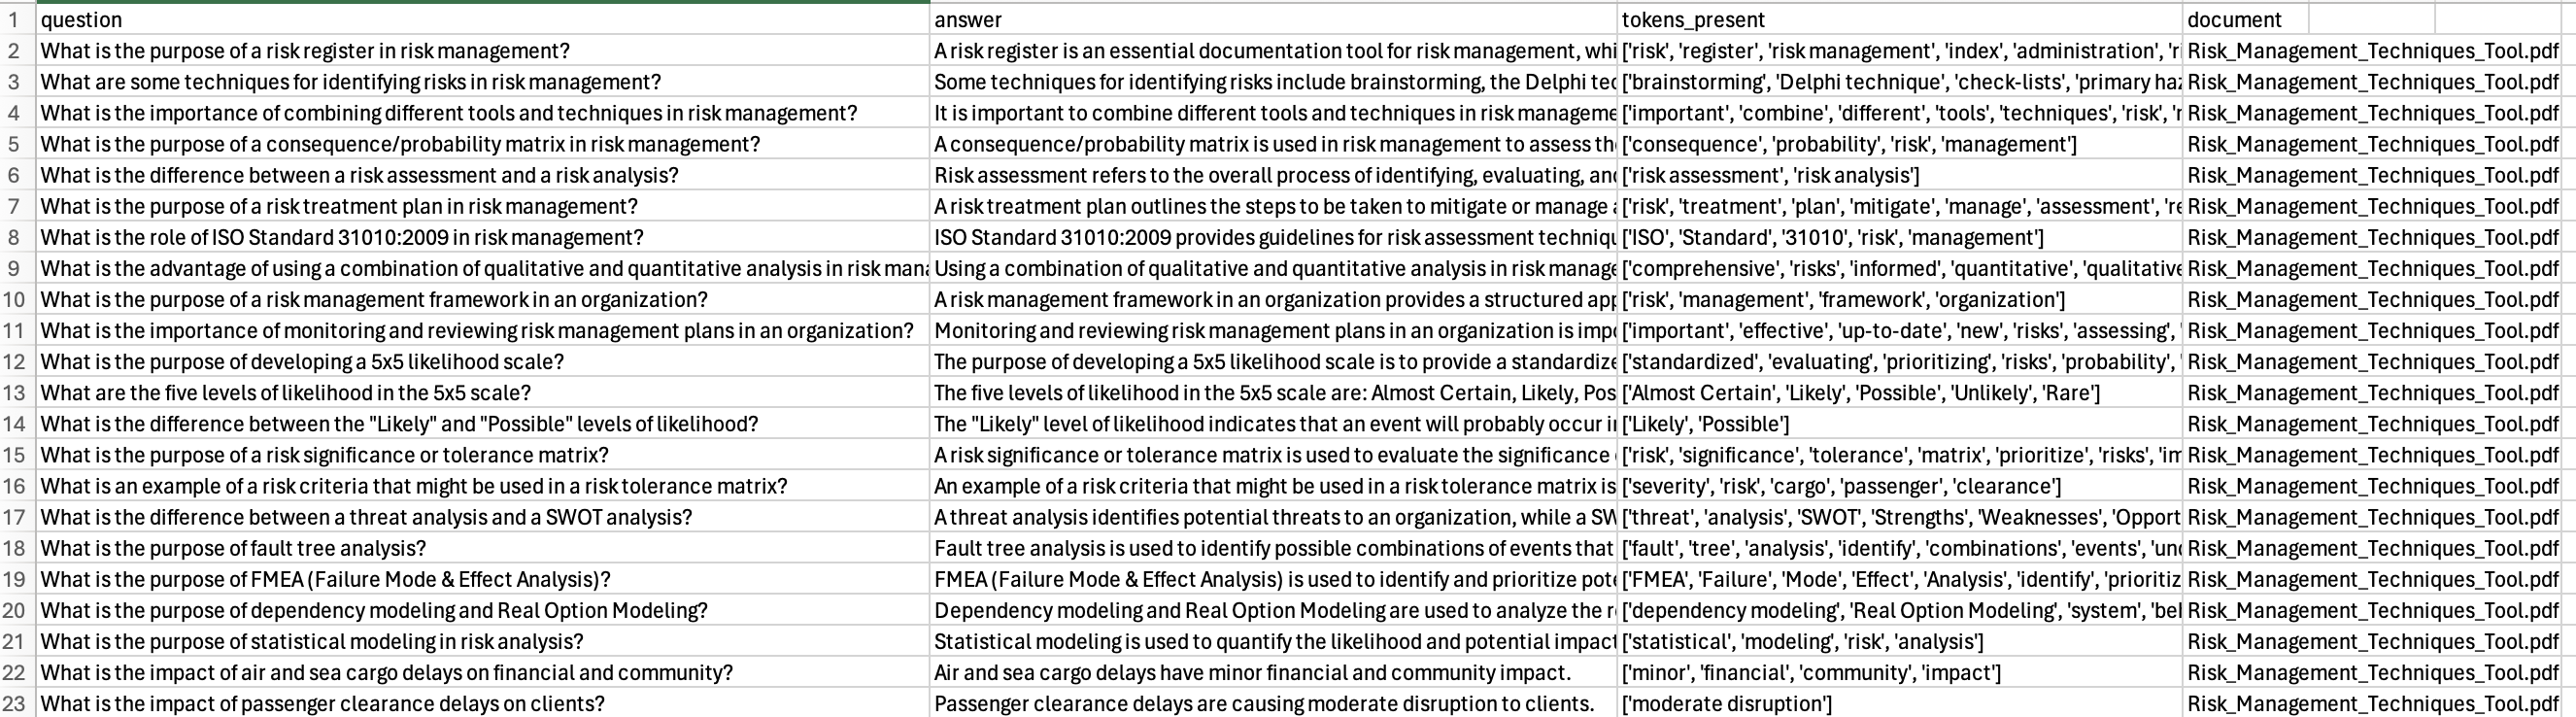 1 question answer tokens_present document
2 What is the purpose of a risk register in risk management? A risk register is an essential documentation tool for risk management, whi ['risk', 'register', 'risk management', 'index', 'administration', 'ri Risk_Management_Techniques_Tool.pdf
3 What are some techniques for identifying risks in risk management? Some techniques for identifying risks include brainstorming, the Delphi tec ['brainstorming', 'Delphi technique', 'check-lists', 'primary haz Risk_Management_Techniques_Tool.pdf
4 What is the importance of combining different tools and techniques in risk management? It is important to combine different tools and techniques in risk manageme ['important', 'combine', 'different', 'tools', 'techniques', 'risk', 'r Risk_Management_Techniques_Tool.pdf
5 What is the purpose of a consequence/probability matrix in risk management? A consequence/probability matrix is used in risk management to assess the ['consequence', 'probability', 'risk', 'management'] Risk_Management_Techniques_Tool.pdf
6 What is the difference between a risk assessment and a risk analysis? Risk assessment refers to the overall process of identifying, evaluating, and ['risk assessment', 'risk analysis'] Risk_Management_Techniques_Tool.pdf
7 What is the purpose of a risk treatment plan in risk management? A risk treatment plan outlines the steps to be taken to mitigate or manage a ['risk', 'treatment', 'plan', 'mitigate', 'manage', 'assessment', 're Risk_Management_Techniques_Tool.pdf
8 What is the role of ISO Standard 31010:2009 in risk management? ISO Standard 31010:2009 provides guidelines for risk assessment techniqu ['ISO', 'Standard', '31010', 'risk', 'management'] Risk_Management_Techniques_Tool.pdf
9 What is the advantage of using a combination of qualitative and quantitative analysis in risk mana Using a combination of qualitative and quantitative analysis in risk manage ['comprehensive', 'risks', 'informed', 'quantitative', 'qualitative Risk_Management_Techniques_Tool.pdf
10 What is the purpose of a risk management framework in an organization? A risk management framework in an organization provides a structured app ['risk', 'management', 'framework', 'organization'] Risk_Management_Techniques_Tool.pdf
11 What is the importance of monitoring and reviewing risk management plans in an organization? Monitoring and reviewing risk management plans in an organization is impo ['important', 'effective', 'up-to-date', 'new', 'risks', 'assessing', ' Risk_Management_Techniques_Tool.pdf
12 What is the purpose of developing a 5x5 likelihood scale? The purpose of developing a 5x5 likelihood scale is to provide a standardize ['standardized', 'evaluating', 'prioritizing', 'risks', 'probability', ' Risk_Management_Techniques_Tool.pdf
13 What are the five levels of likelihood in the 5x5 scale? The five levels of likelihood in the 5x5 scale are: Almost Certain, Likely, Pos ['Almost Certain', 'Likely', 'Possible', 'Unlikely', 'Rare'] Risk_Management_Techniques_Tool.pdf
14 What is the difference between the "Likely" and "Possible" levels of likelihood? The "Likely" level of likelihood indicates that an event will probably occur i ['Likely', 'Possible'] Risk_Management_Techniques_Tool.pdf
15 What is the purpose of a risk significance or tolerance matrix? A risk significance or tolerance matrix is used to evaluate the significance ['risk', 'significance', 'tolerance', 'matrix', 'prioritize', 'risks', 'im Risk_Management_Techniques_Tool.pdf
16 What is an example of a risk criteria that might be used in a risk tolerance matrix? An example of a risk criteria that might be used in a risk tolerance matrix is ['severity', 'risk', 'cargo', 'passenger', 'clearance'] Risk_Management_Techniques_Tool.pdf
17 What is the difference between a threat analysis and a SWOT analysis? A threat analysis identifies potential threats to an organization, while a SW ['threat', 'analysis', 'SWOT', 'Strengths', 'Weaknesses', 'Opport Risk_Management_Techniques_Tool.pdf
18 What is the purpose of fault tree analysis? Fault tree analysis is used to identify possible combinations of events that ['fault', 'tree', 'analysis', 'identify', 'combinations', 'events', 'und Risk_Management_Techniques_Tool.pdf
19 What is the purpose of FMEA (Failure Mode & Effect Analysis)? FMEA (Failure Mode & Effect Analysis) is used to identify and prioritize pote ['FMEA', 'Failure', 'Mode', 'Effect', 'Analysis', 'identify', 'prioritiz Risk_Management_Techniques_Tool.pdf
20 What is the purpose of dependency modeling and Real Option Modeling? Dependency modeling and Real Option Modeling are used to analyze the r ['dependency modeling', 'Real Option Modeling', 'system', 'bel Risk_Management_Techniques_Tool.pdf
21 What is the purpose of statistical modeling in risk analysis? Statistical modeling is used to quantify the likelihood and potential impact ['statistical', 'modeling', 'risk', 'analysis'] Risk_Management_Techniques_Tool.pdf
22 What is the impact of air and sea cargo delays on financial and community? Air and sea cargo delays have minor financial and community impact. ['minor', 'financial', 'community', 'impact'] Risk_Management_Techniques_Tool.pdf
23 What is the impact of passenger clearance delays on clients? Passenger clearance delays are causing moderate disruption to clients. ['moderate disruption'] Risk_Management_Techniques_Tool.pdf